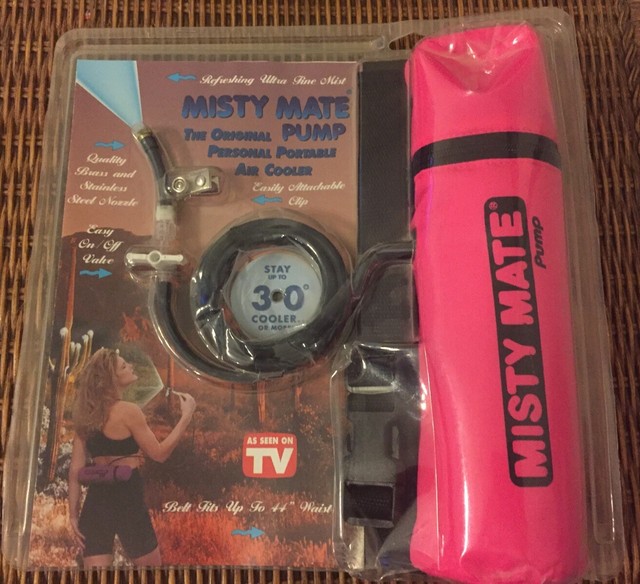 Refreshing Ultra Fine Mist
MISTY MATE®
THE ORIGINAL PUMP
PERSONAL PORTABLE
AIR COOLER
Quality
Brass and
Stainless
Steel Nozzle
Easily Attachable
Clip
Easy
On/Off
Valve
STAY
UP TO
30°
COOLER...
OR MORE
AS SEEN ON
TV
Belt Fits Up To 44" Waist
MISTY MATE®
Pump